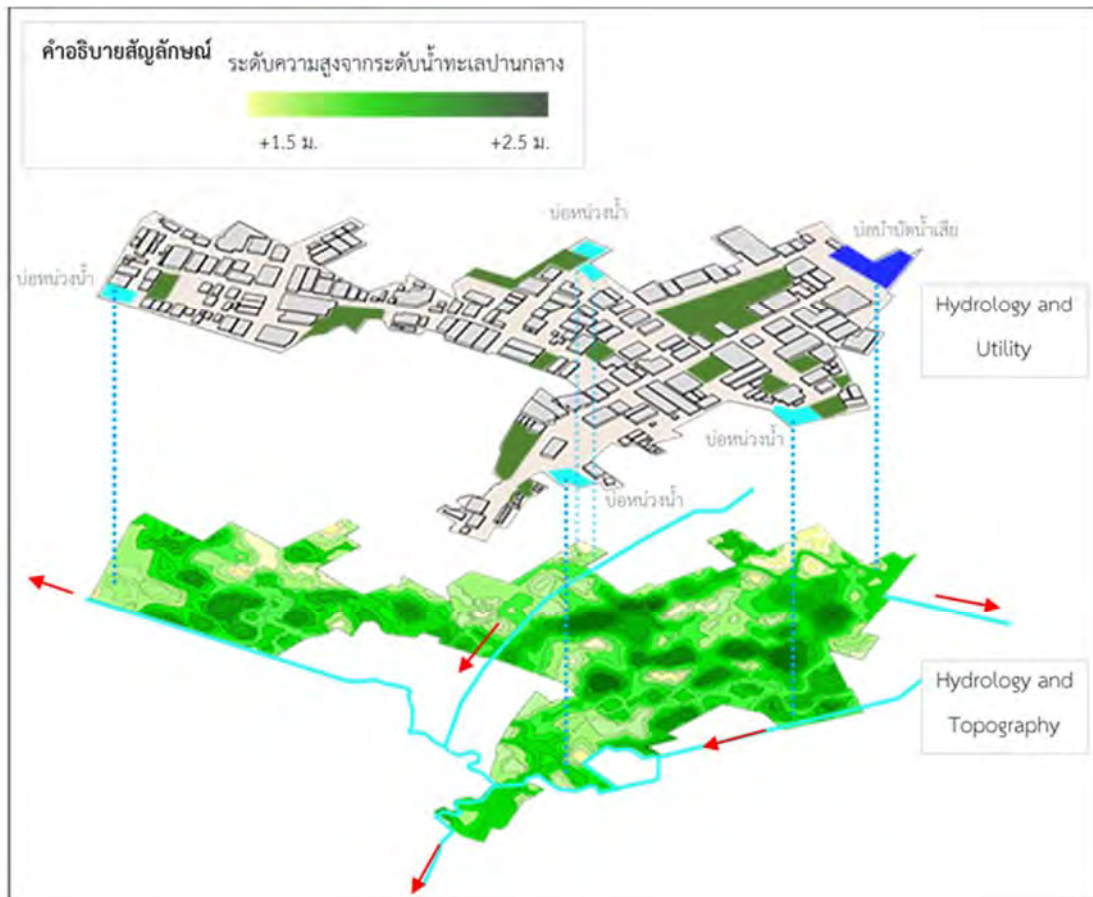 คำอธิบายสัญลักษณ์
ระดับความสูงจากระดับน้ำทะเลปานกลาง
+1.5 ม.
+2.5 ม.
บ่อหน่วงน้ำ
บ่อบำบัดน้ำเสีย
บ่อหน่วงน้ำ
Hydrology and
Utility
บ่อหน่วงน้ำ
บ่อหน่วงน้ำ
Hydrology and
Topography